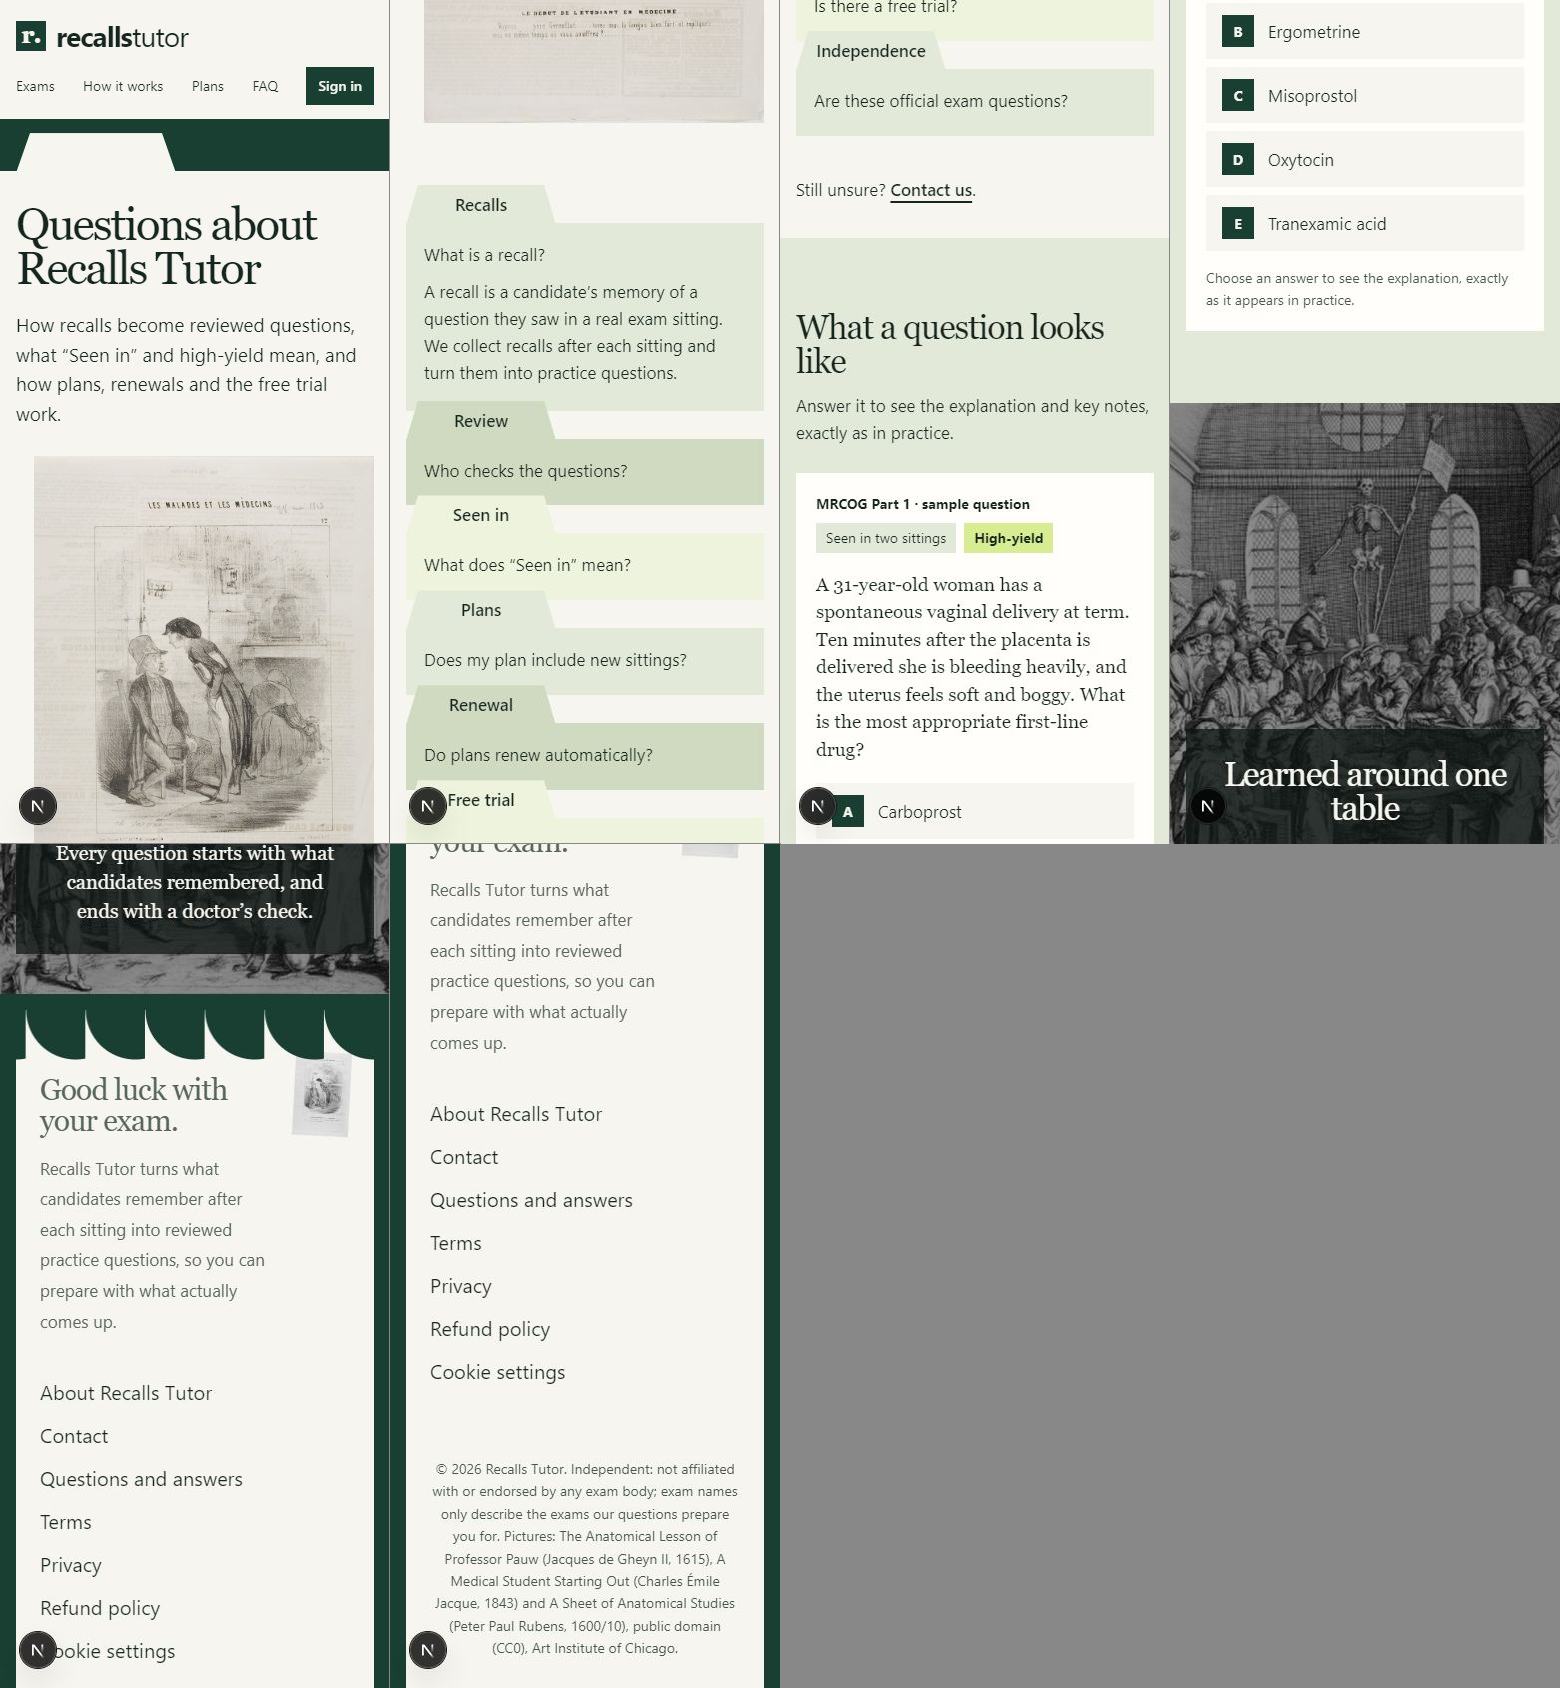 r. recallstutor
Exams How it works Plans FAQ Sign in
Questions about
Recalls Tutor
How recalls become reviewed questions,
what “Seen in” and high-yield mean, and
how plans, renewals and the free trial
work.
LES MALADES ET LES MÉDECINS.
N
LE DEBUT DE L'ETUDIANT EN MEDECINE
Recalls
What is a recall?
A recall is a candidate’s memory of a
question they saw in a real exam sitting.
We collect recalls after each sitting and
turn them into practice questions.
Review
Who checks the questions?
Seen in
What does “Seen in” mean?
Plans
Does my plan include new sittings?
Renewal
Do plans renew automatically?
N Free trial
Is there a free trial?
Independence
Are these official exam questions?
Still unsure? Contact us.
What a question looks
like
Answer it to see the explanation and key notes,
exactly as in practice.
MRCOG Part 1 · sample question
Seen in two sittings High-yield
A 31-year-old woman has a
spontaneous vaginal delivery at term.
Ten minutes after the placenta is
delivered she is bleeding heavily, and
the uterus feels soft and boggy. What
is the most appropriate first-line
drug?
N A Carboprost
B Ergometrine
C Misoprostol
D Oxytocin
E Tranexamic acid
Choose an answer to see the explanation, exactly
as it appears in practice.
Learned around one
N table
Every question starts with what
candidates remembered, and
ends with a doctor’s check.
Good luck with
your exam.
Recalls Tutor turns what
candidates remember after
each sitting into reviewed
practice questions, so you can
prepare with what actually
comes up.
About Recalls Tutor
Contact
Questions and answers
Terms
Privacy
Refund policy
N ookie settings
your exam.
Recalls Tutor turns what
candidates remember after
each sitting into reviewed
practice questions, so you can
prepare with what actually
comes up.
About Recalls Tutor
Contact
Questions and answers
Terms
Privacy
Refund policy
Cookie settings
© 2026 Recalls Tutor. Independent: not affiliated
with or endorsed by any exam body; exam names
only describe the exams our questions prepare
you for. Pictures: The Anatomical Lesson of
Professor Pauw (Jacques de Gheyn II, 1615), A
Medical Student Starting Out (Charles Émile
Jacque, 1843) and A Sheet of Anatomical Studies
(Peter Paul Rubens, 1600/10), public domain
N (CC0), Art Institute of Chicago.